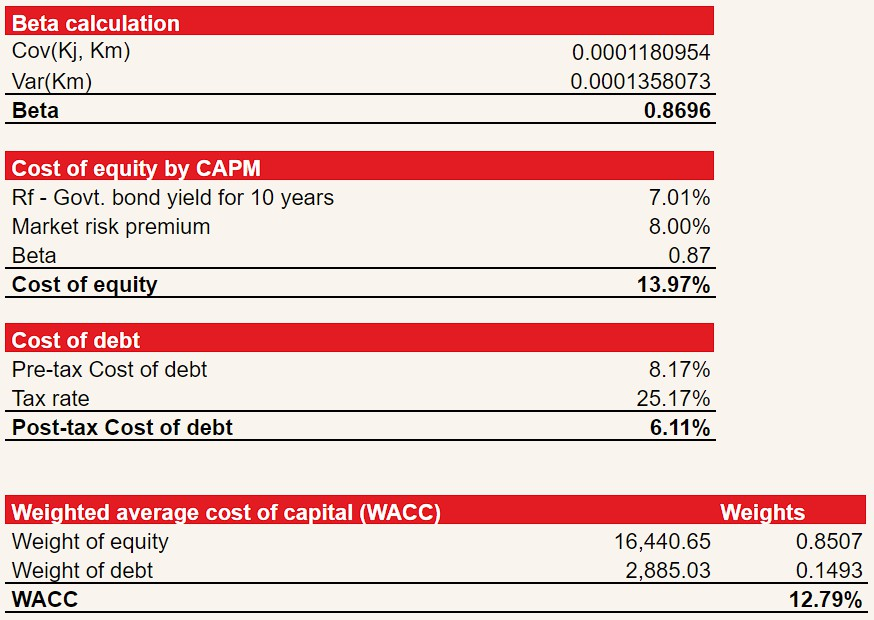 Beta calculation
Cov(Kj, Km) 0.0001180954
Var(Km) 0.0001358073
Beta 0.8696
Cost of equity by CAPM
Rf - Govt. bond yield for 10 years 7.01%
Market risk premium 8.00%
Beta 0.87
Cost of equity 13.97%
Cost of debt
Pre-tax Cost of debt 8.17%
Tax rate 25.17%
Post-tax Cost of debt 6.11%
Weighted average cost of capital (WACC) Weights
Weight of equity 16,440.65 0.8507
Weight of debt 2,885.03 0.1493
WACC 12.79%